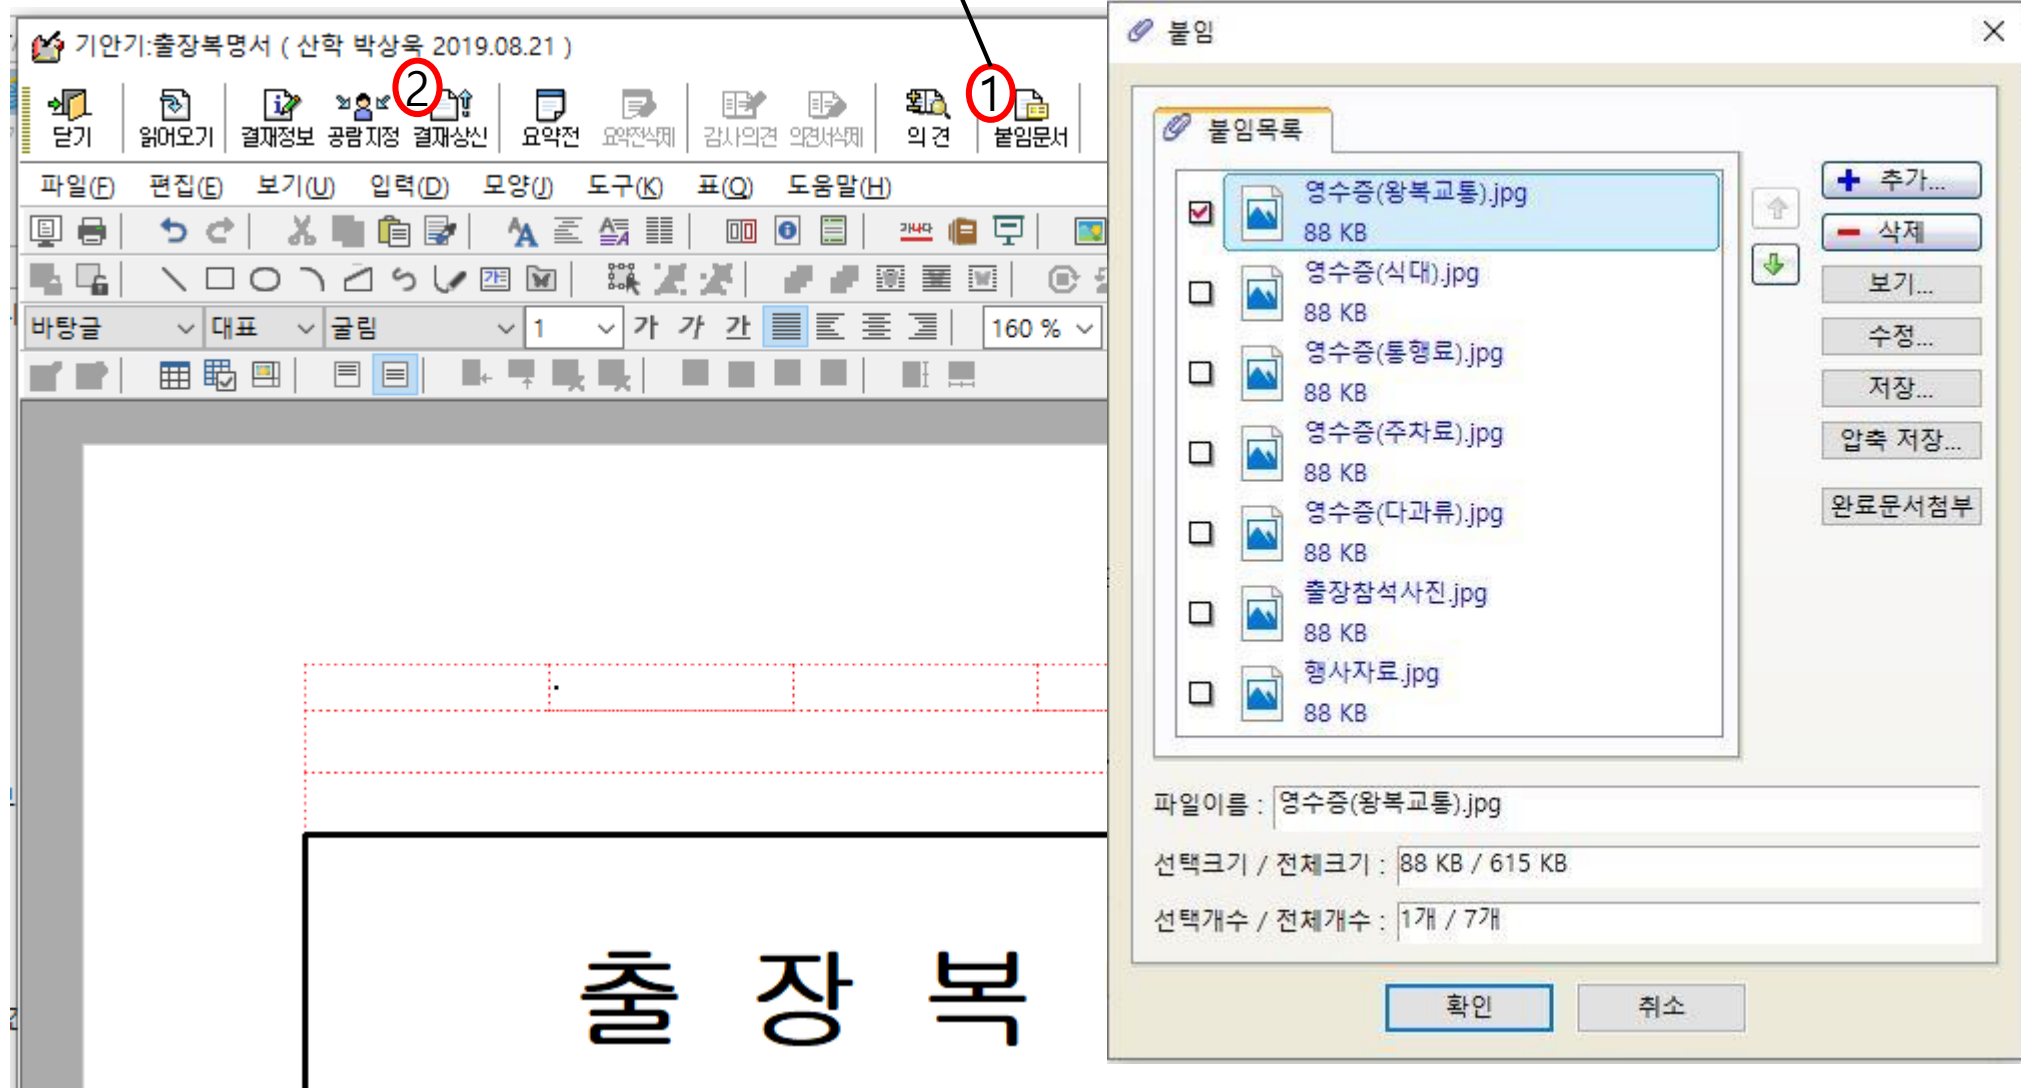 기안기:출장복명서 ( 산학 박상욱 2019.08.21 )
② ①
닫기 읽어오기 결재정보 공람지정 결재상신 요약전 요약전삭제 감사의견 의견서삭제 의견 붙임문서
파일(F) 편집(E) 보기(U) 입력(D) 모양(J) 도구(K) 표(Q) 도움말(H)
바탕글 대표 굴림 1 가 가 가 160 %
출 장 복
붙임
붙임목록
영수증(왕복교통).jpg
88 KB
영수증(식대).jpg
88 KB
영수증(통행료).jpg
88 KB
영수증(주차료).jpg
88 KB
영수증(다과류).jpg
88 KB
출장참석사진.jpg
88 KB
행사자료.jpg
88 KB
추가...
삭제
보기...
수정...
저장...
압축 저장...
완료문서첨부
파일이름 : 영수증(왕복교통).jpg
선택크기 / 전체크기 : 88 KB / 615 KB
선택개수 / 전체개수 : 1개 / 7개
확인 취소